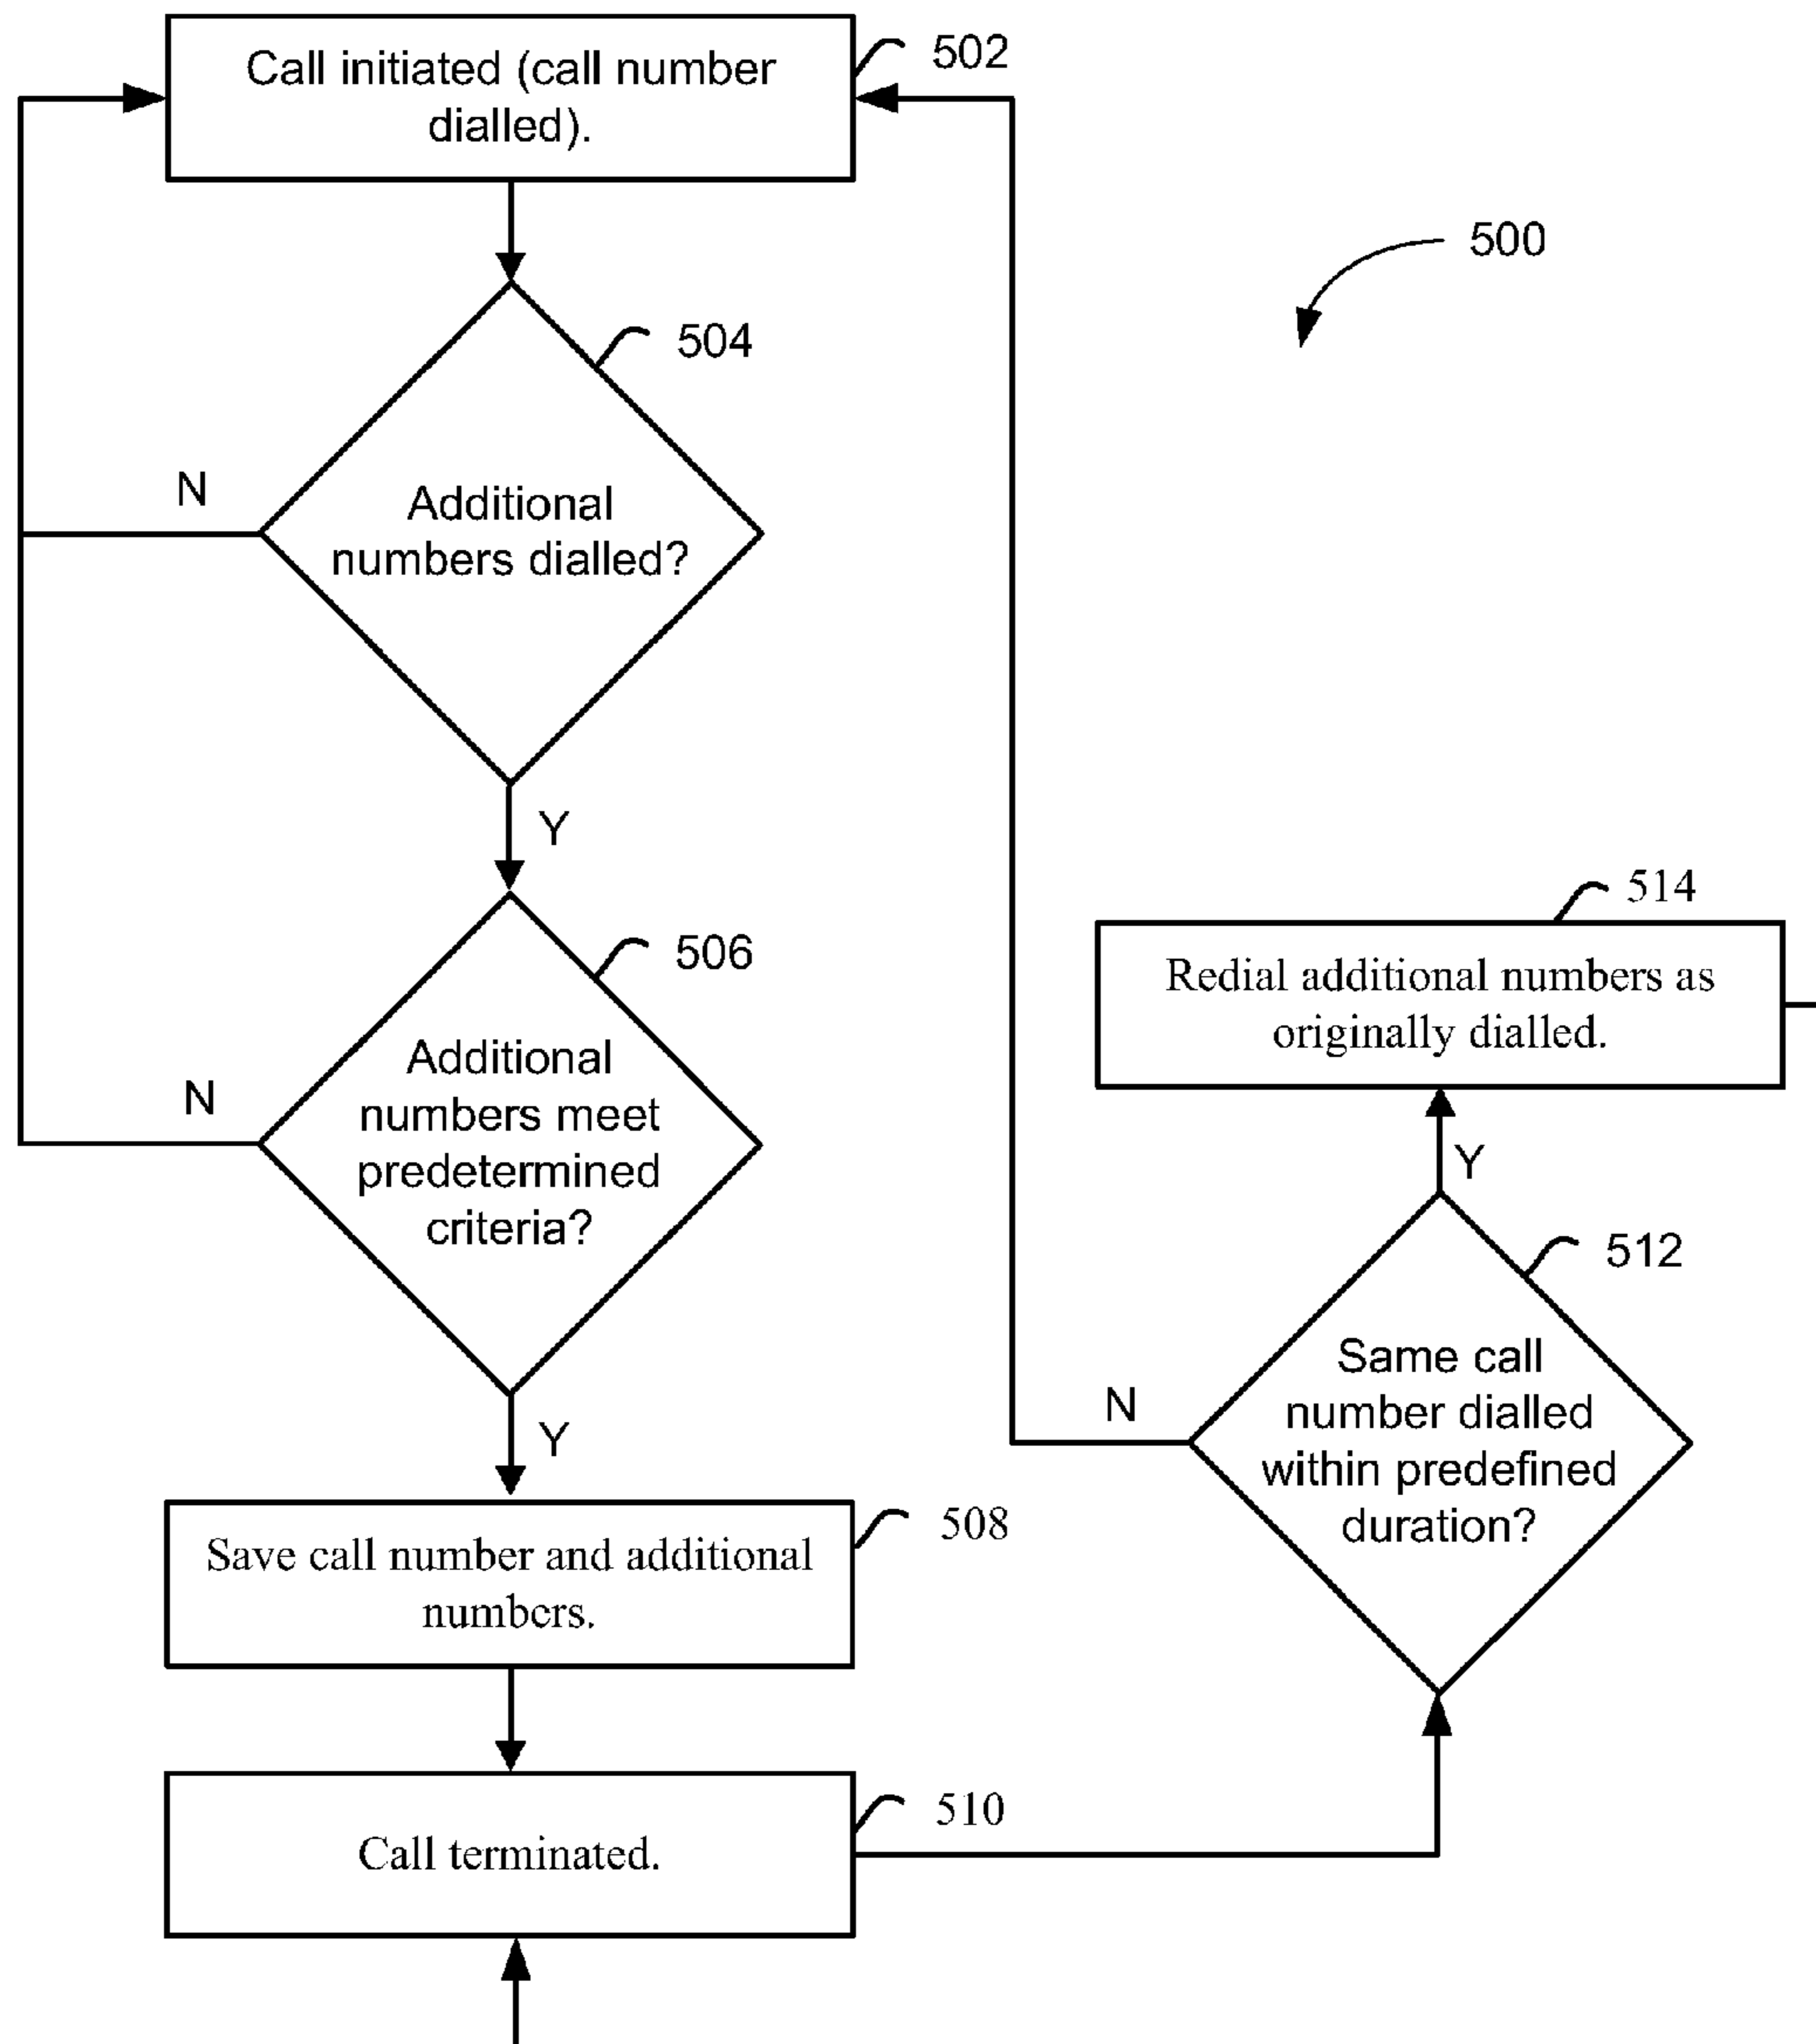 Call initiated (call number
dialled).
502
500
504
Additional
numbers dialled?
N
Y
506
Additional
numbers meet
predetermined
criteria?
N
Y
508
Save call number and additional
numbers.
510
Call terminated.
512
Same call
number dialled
within predefined
duration?
N
Y
514
Redial additional numbers as
originally dialled.